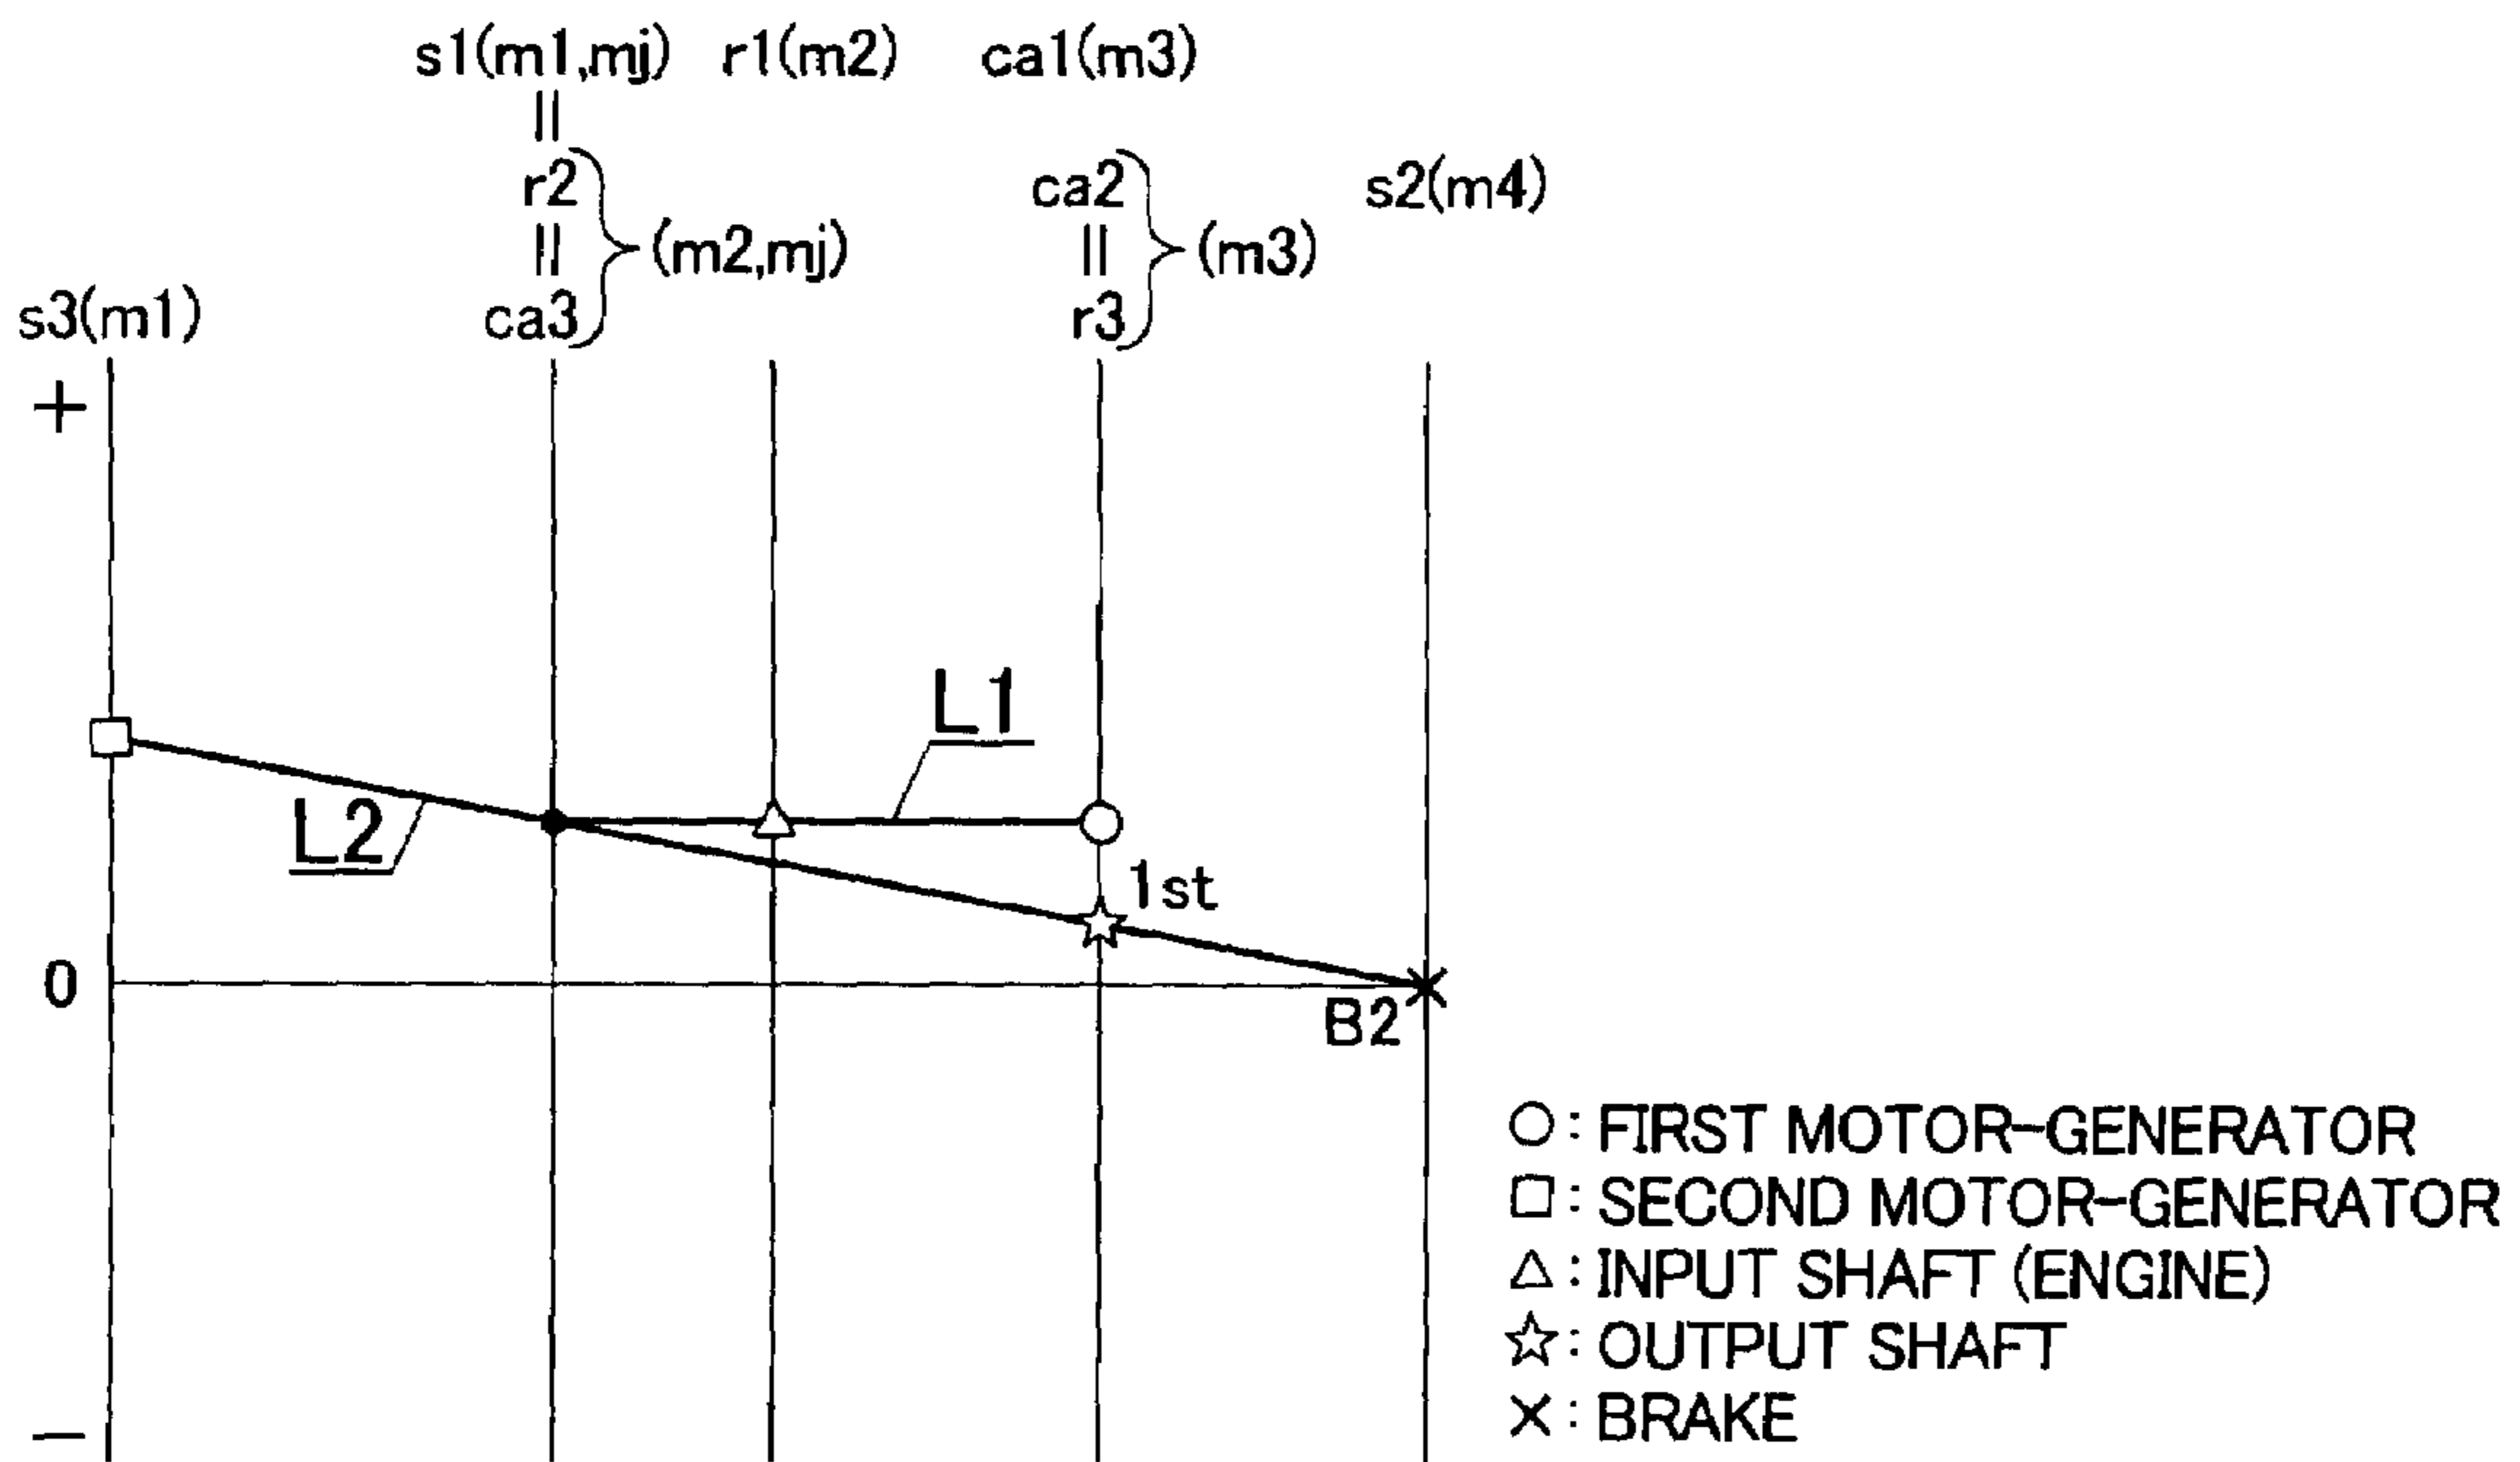 s1(m1,mj) r1(m2) ca1(m3)
r2 ca2 s2(m4)
(m2,mj) (m3)
s3(m1) ca3 r3
+
L1
L2
1st
0
B2
−
○: FIRST MOTOR-GENERATOR
□: SECOND MOTOR-GENERATOR
△: INPUT SHAFT (ENGINE)
☆: OUTPUT SHAFT
×: BRAKE